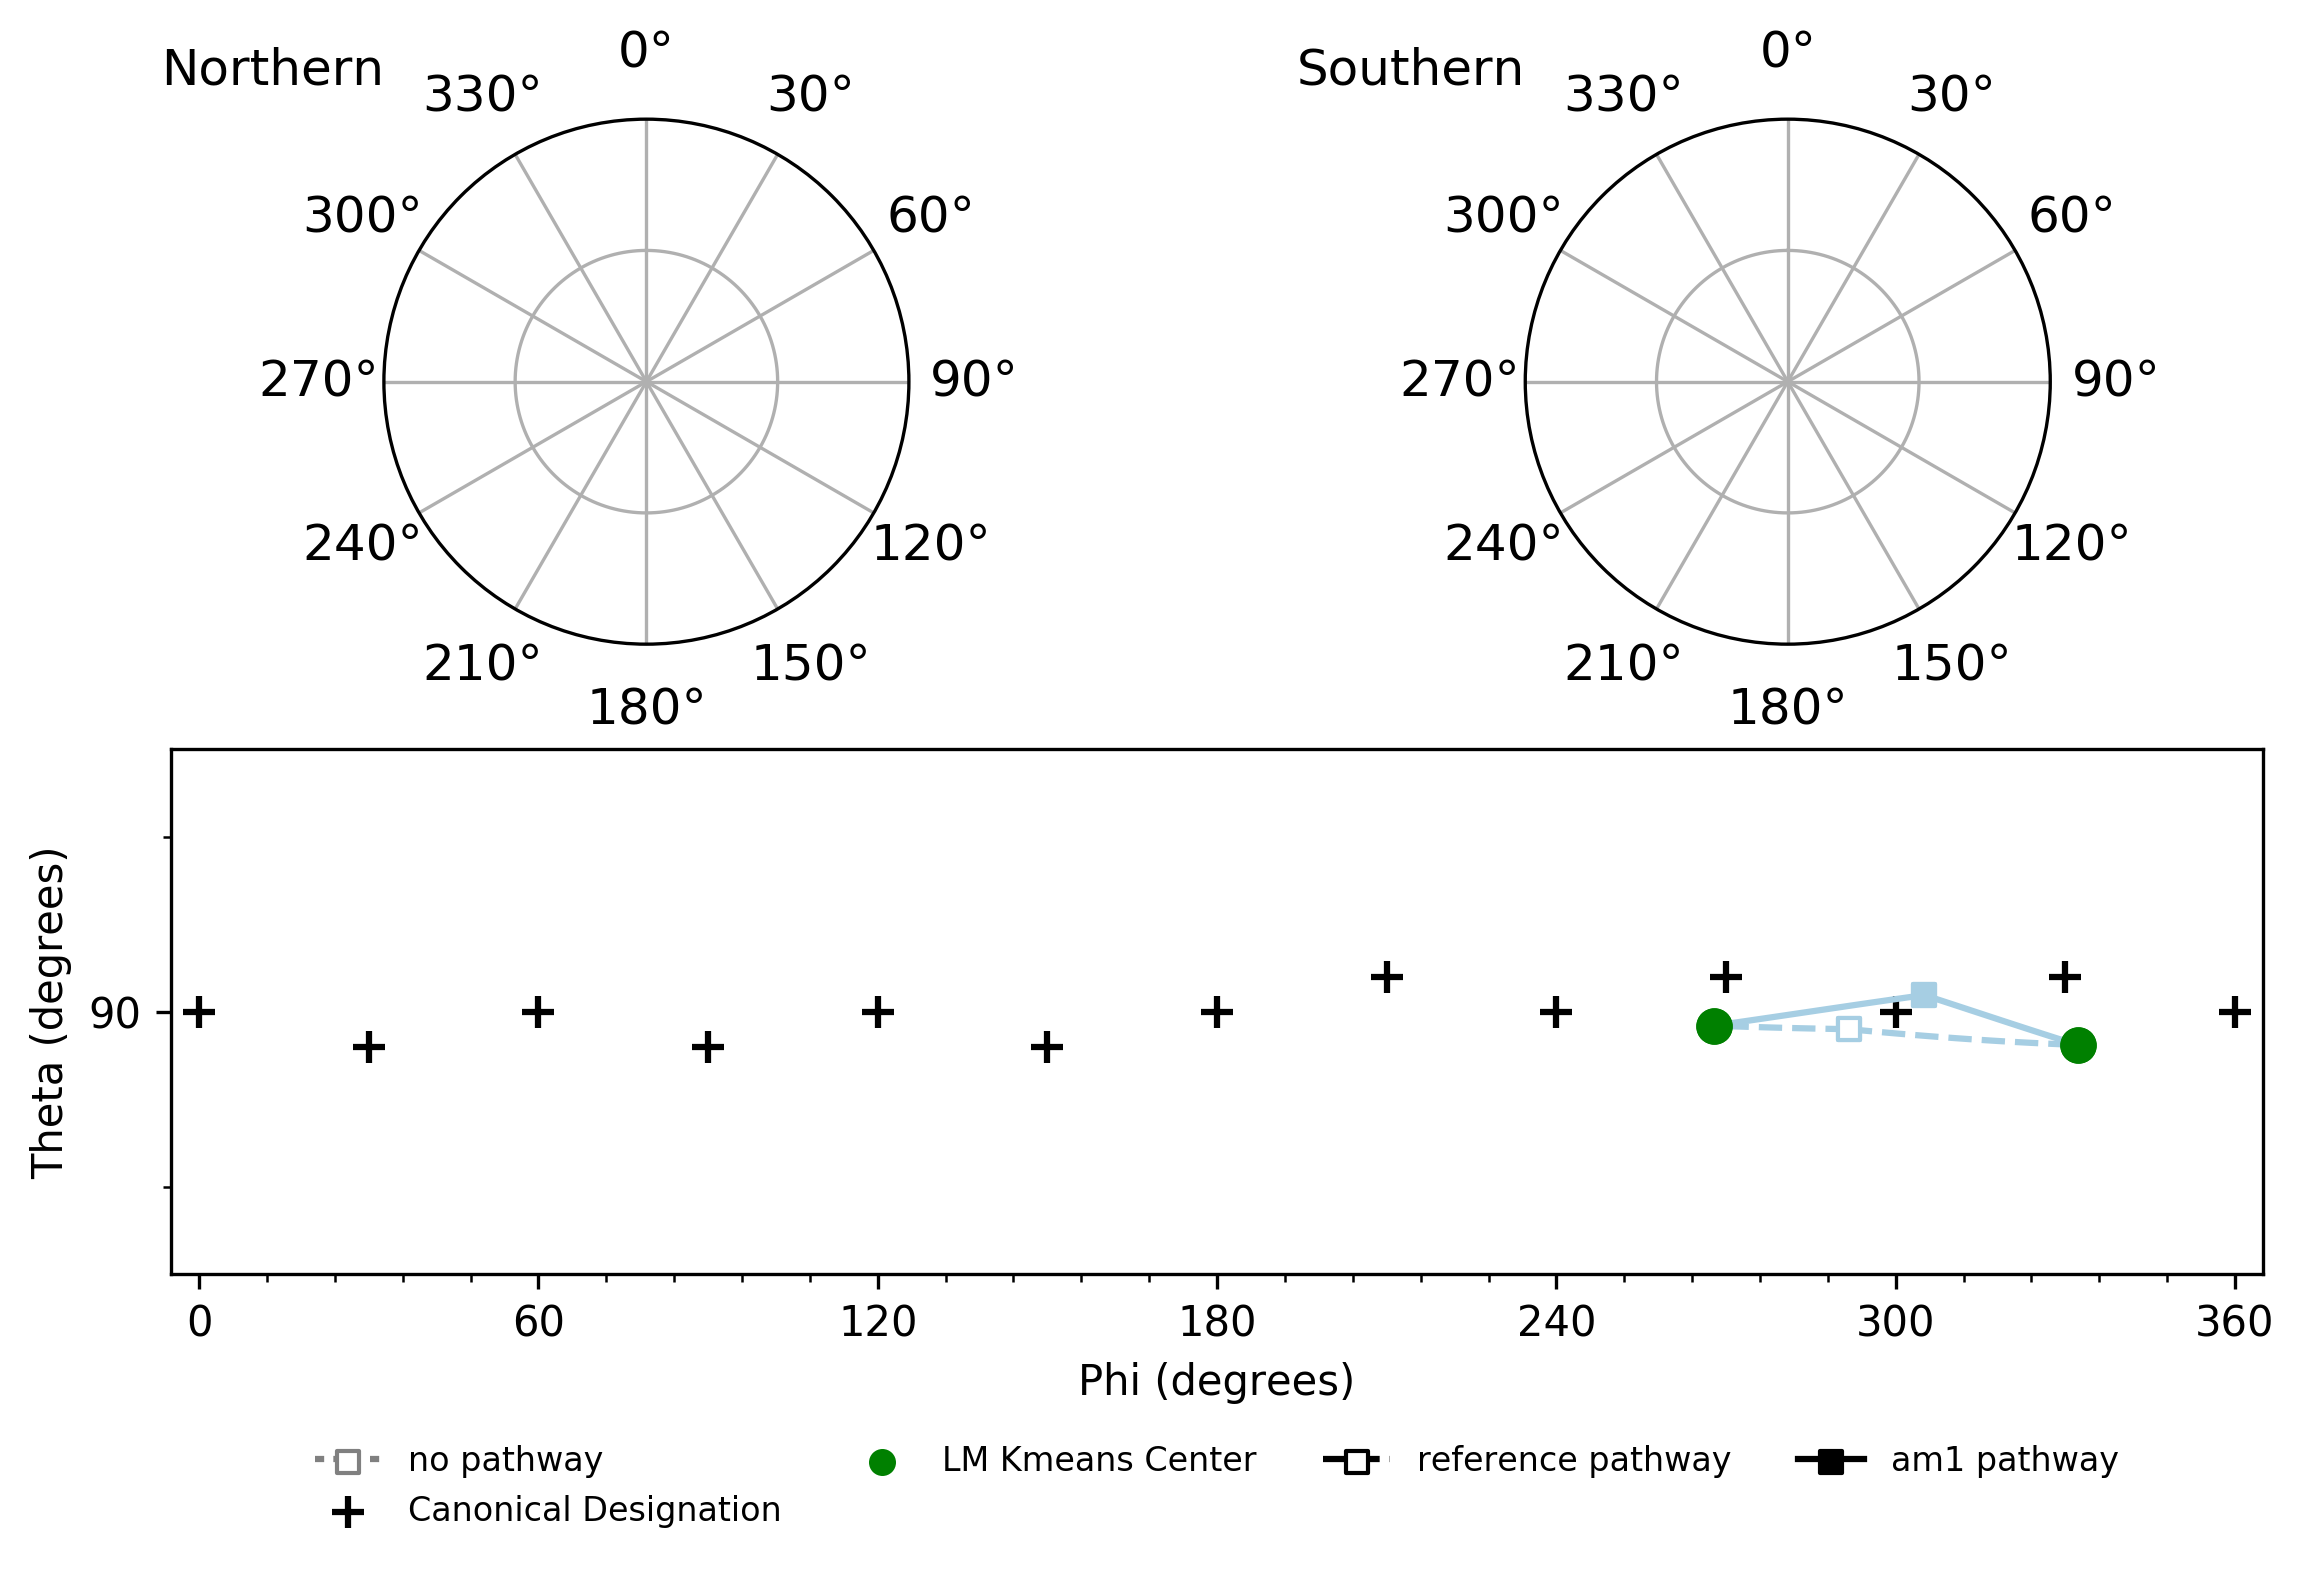 Northern
0°
330°
30°
300°
60°
270°
90°
240°
120°
210°
150°
180°
Southern
0°
330°
30°
300°
60°
270°
90°
240°
120°
210°
150°
180°
Theta (degrees)
90
0 60 120 180 240 300 360
Phi (degrees)
no pathway
Canonical Designation
LM Kmeans Center
reference pathway
am1 pathway